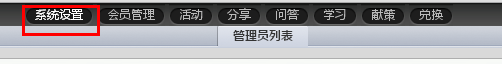 系统设置 会员管理 活动 分享 问答 学习 献策 兑换
管理员列表